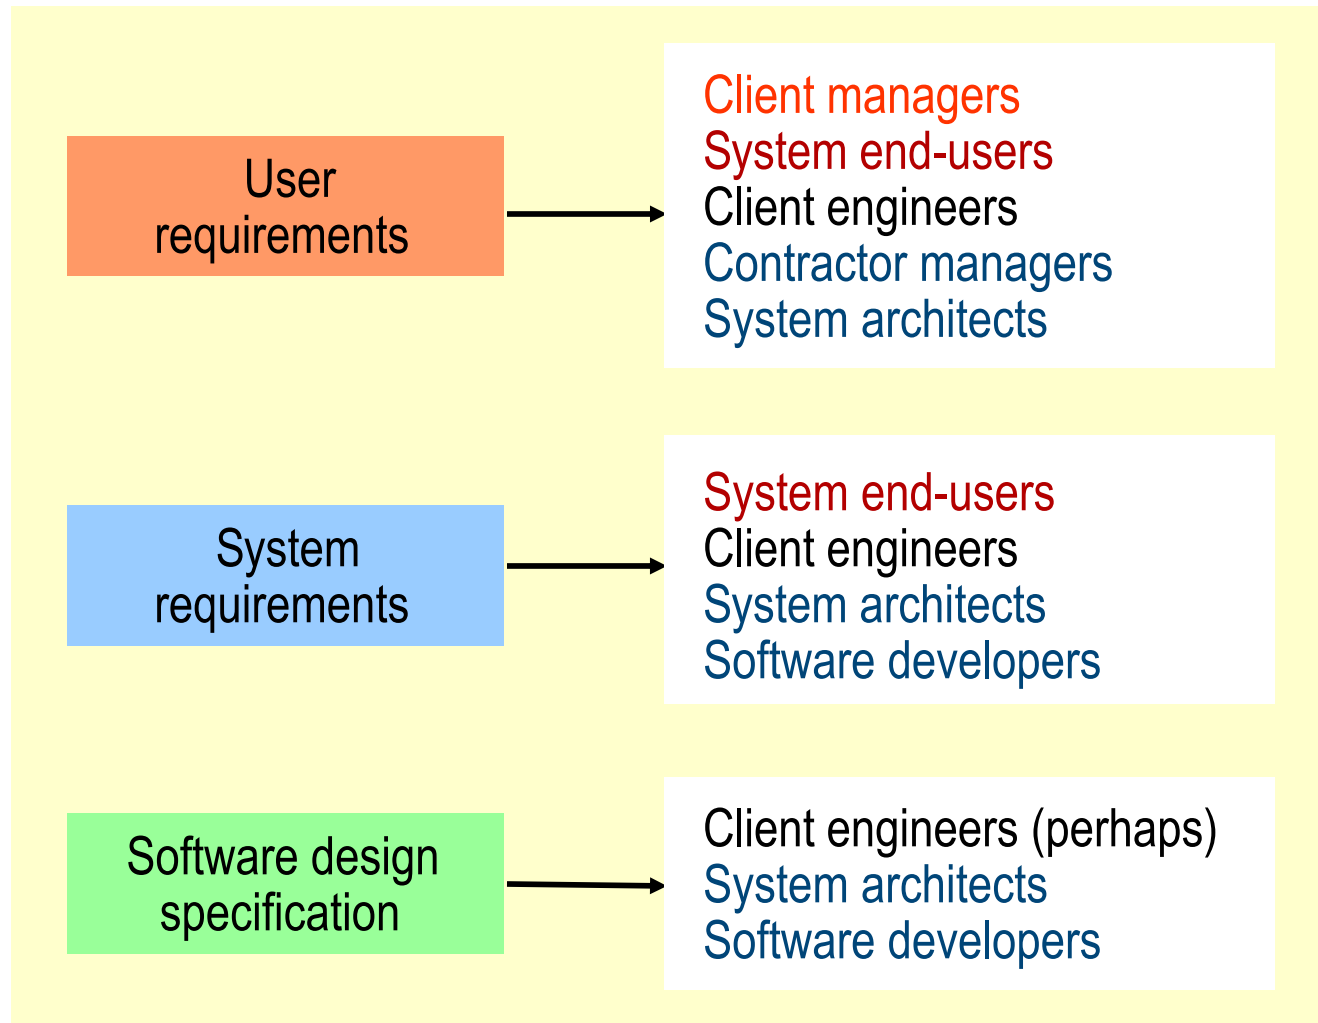 User
requirements
Client managers
System end-users
Client engineers
Contractor managers
System architects
System
requirements
System end-users
Client engineers
System architects
Software developers
Software design
specification
Client engineers (perhaps)
System architects
Software developers